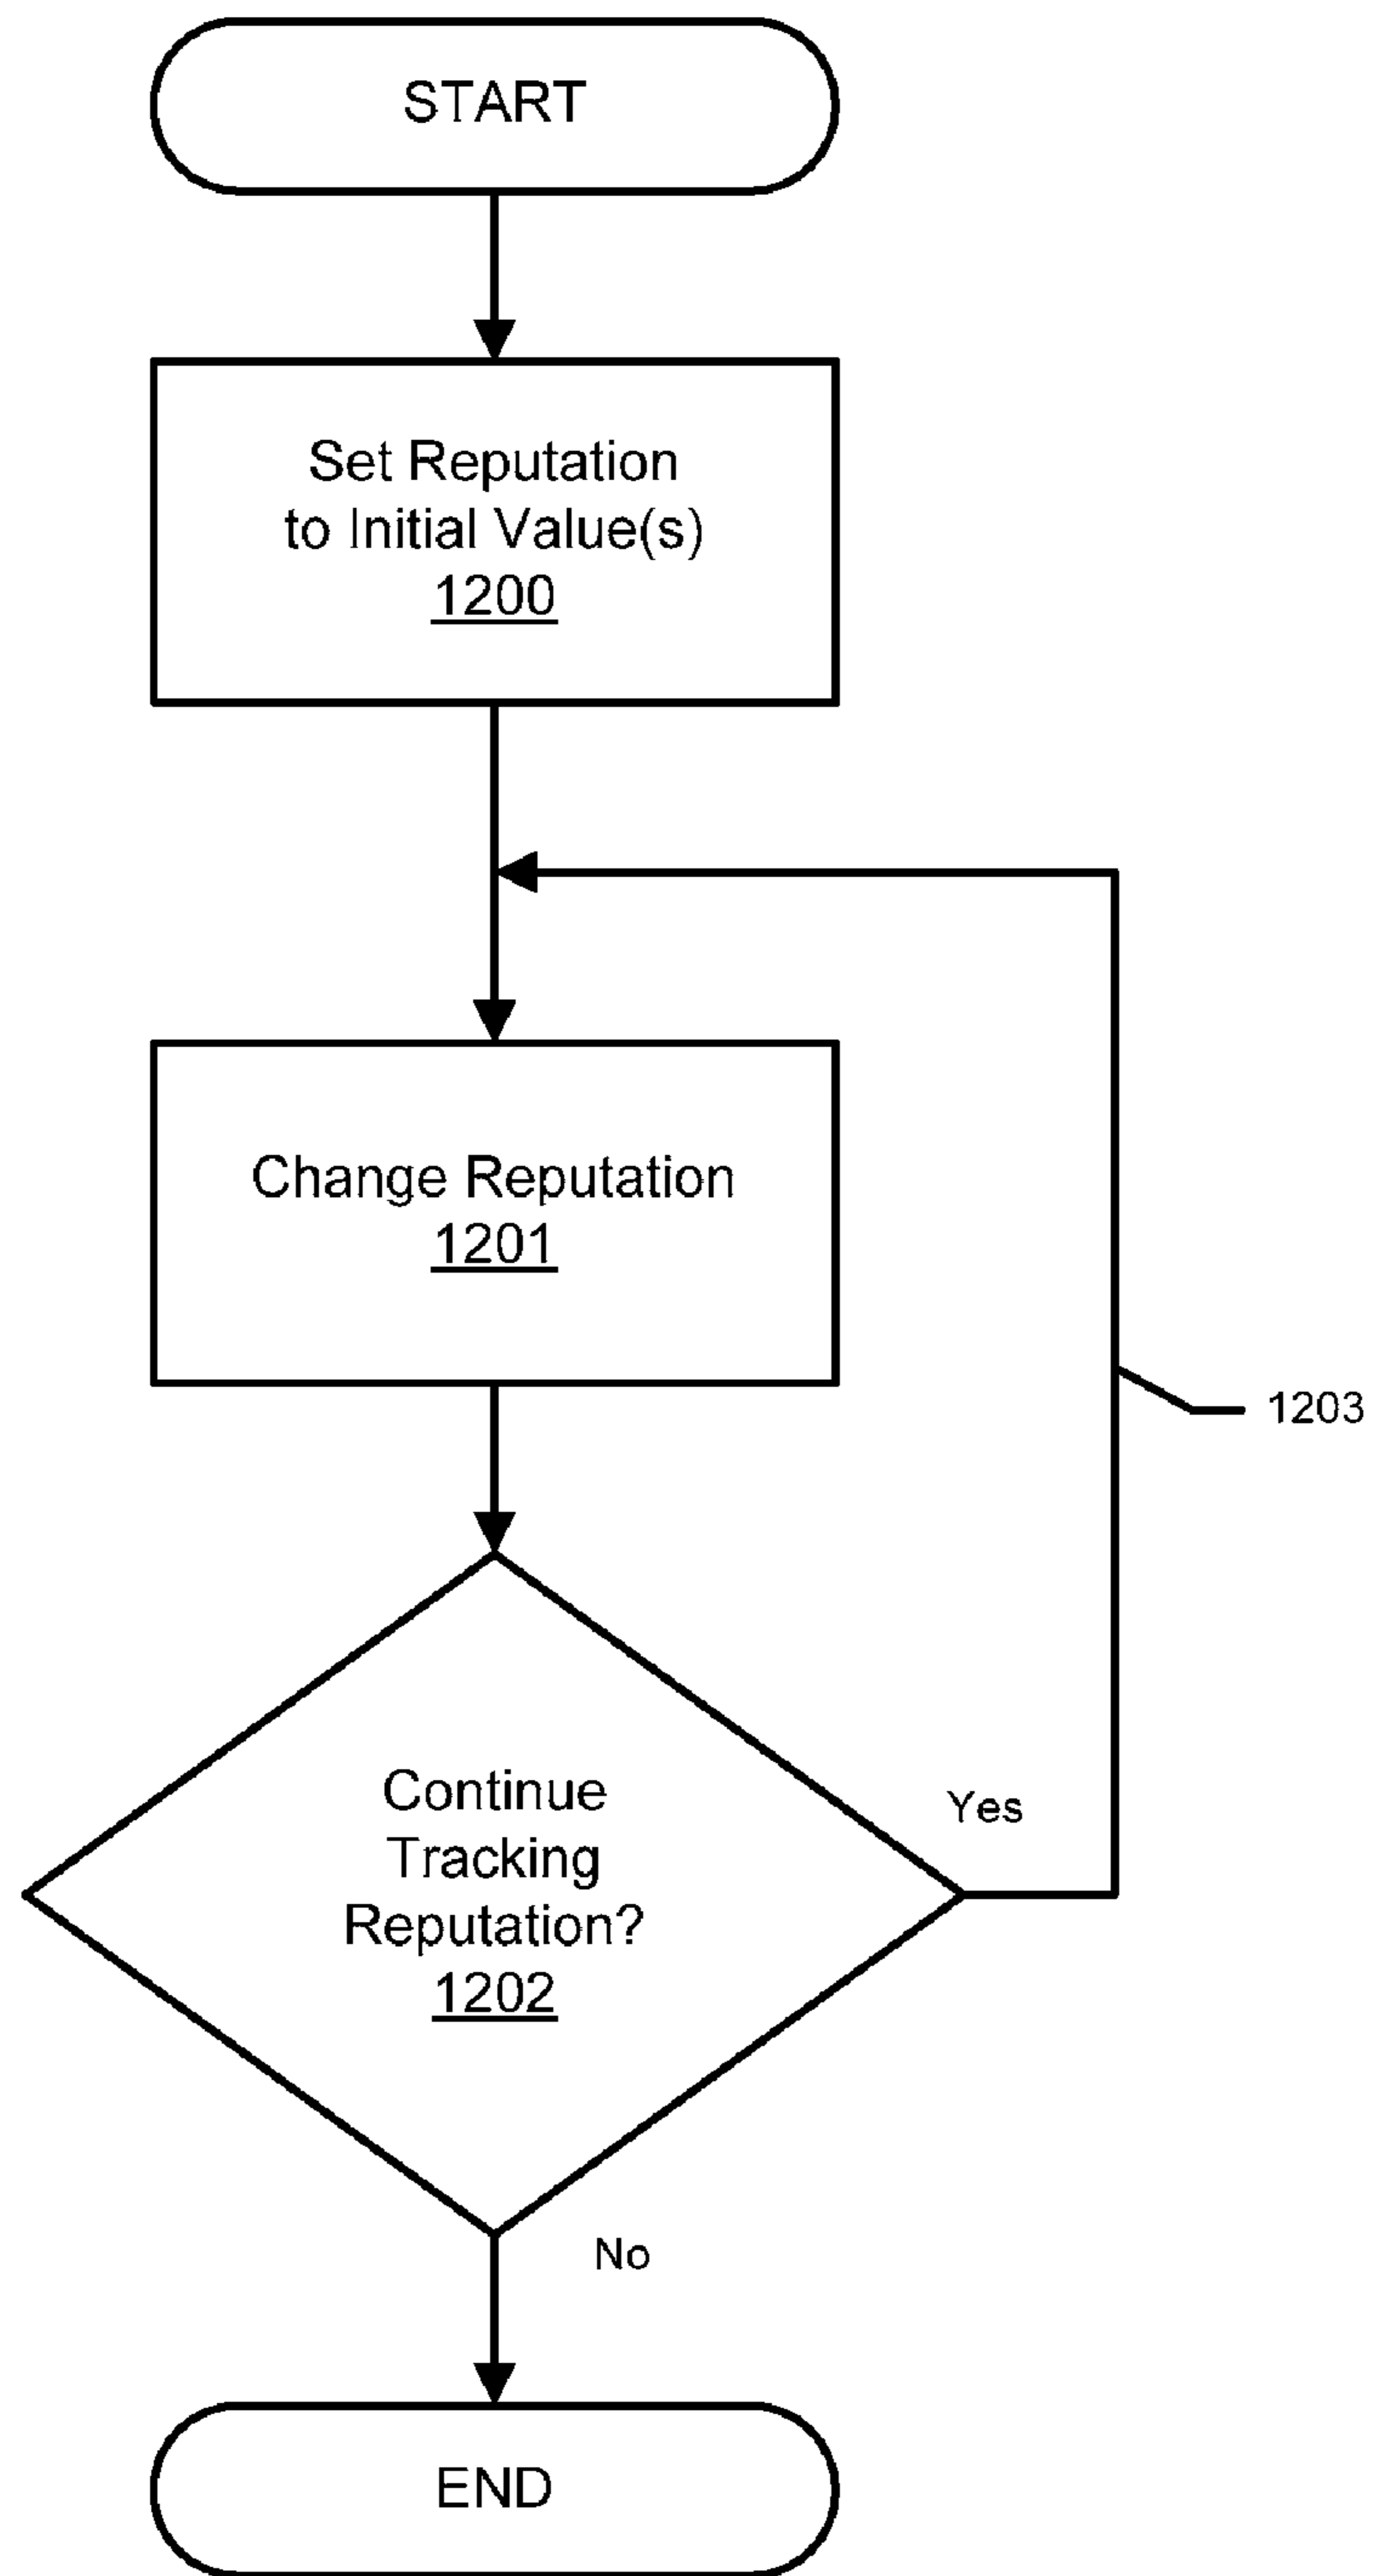 START
Set Reputation
to Initial Value(s)
1200
Change Reputation
1201
1203
Continue
Tracking
Reputation?
1202
Yes
No
END